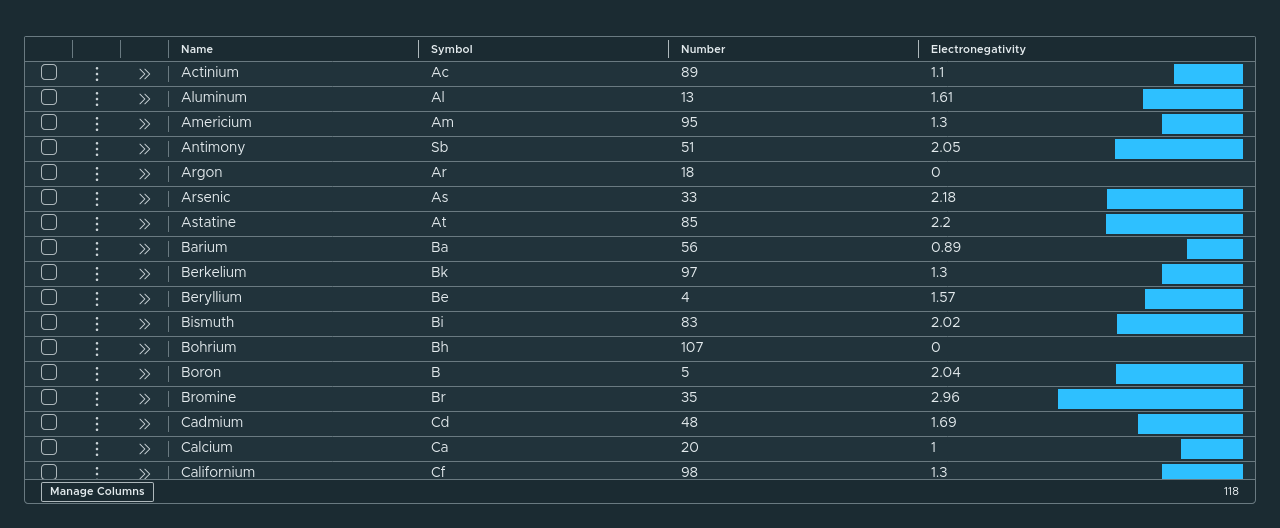 Name Symbol Number Electronegativity
Actinium Ac 89 1.1
Aluminum Al 13 1.61
Americium Am 95 1.3
Antimony Sb 51 2.05
Argon Ar 18 0
Arsenic As 33 2.18
Astatine At 85 2.2
Barium Ba 56 0.89
Berkelium Bk 97 1.3
Beryllium Be 4 1.57
Bismuth Bi 83 2.02
Bohrium Bh 107 0
Boron B 5 2.04
Bromine Br 35 2.96
Cadmium Cd 48 1.69
Calcium Ca 20 1
Californium Cf 98 1.3
Manage Columns 118